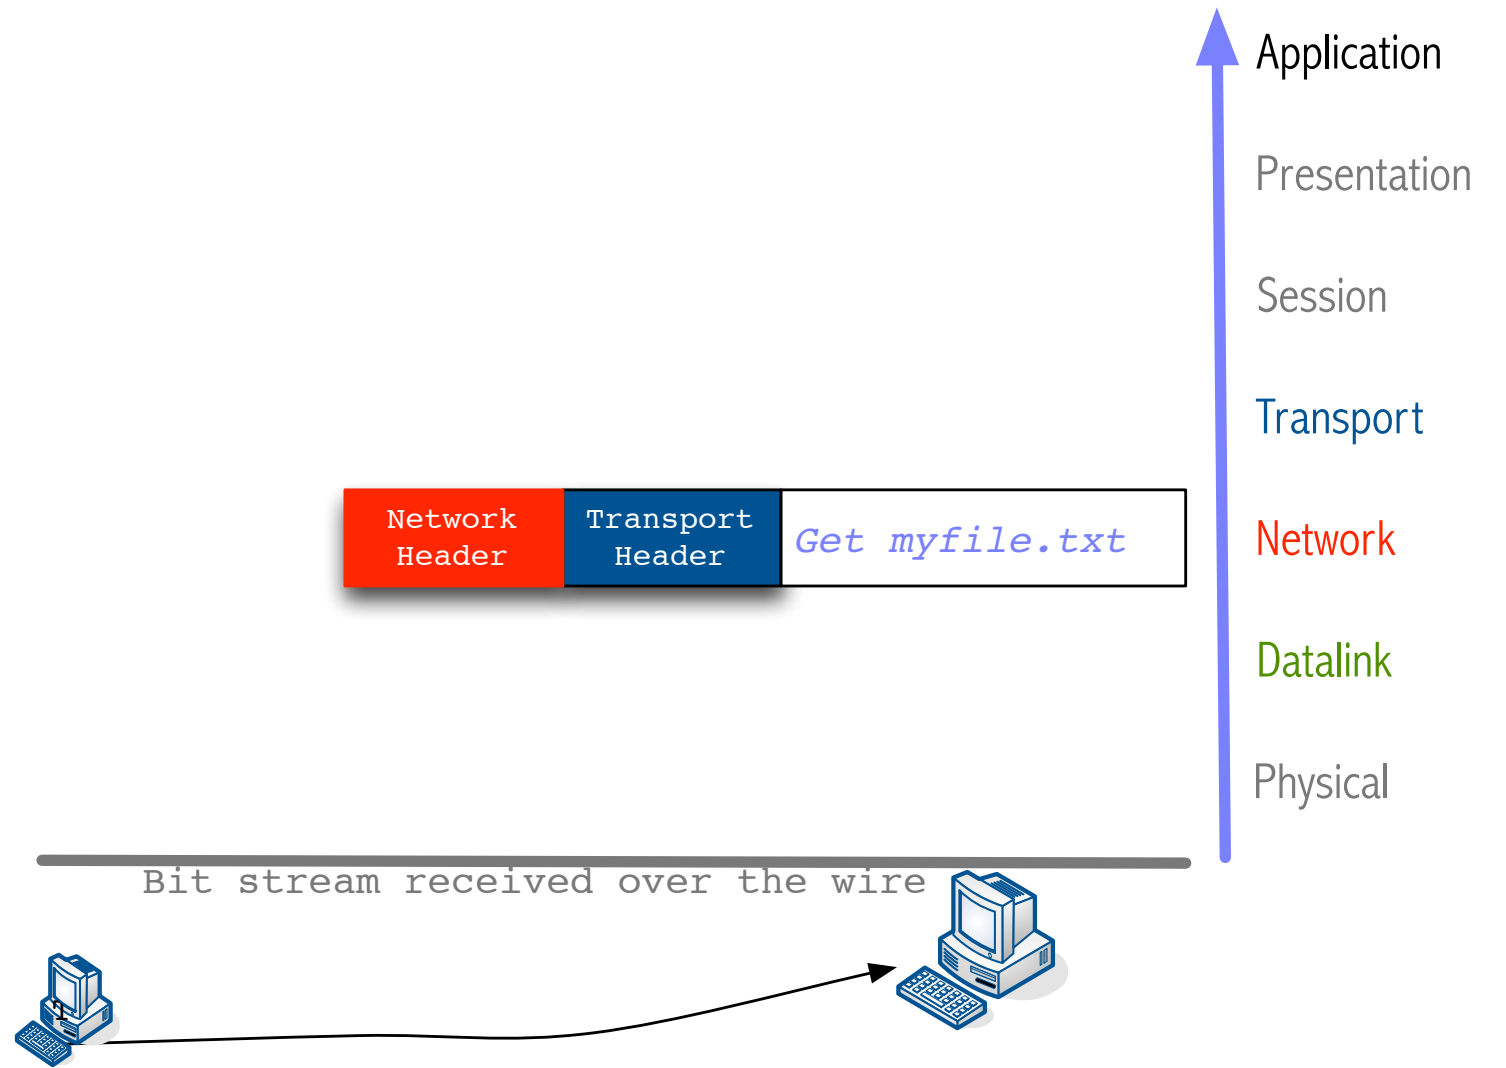 Application
Presentation
Session
Transport
Network
Header
Transport
Header
Get myfile.txt
Network
Datalink
Physical
Bit stream received over the wire
1